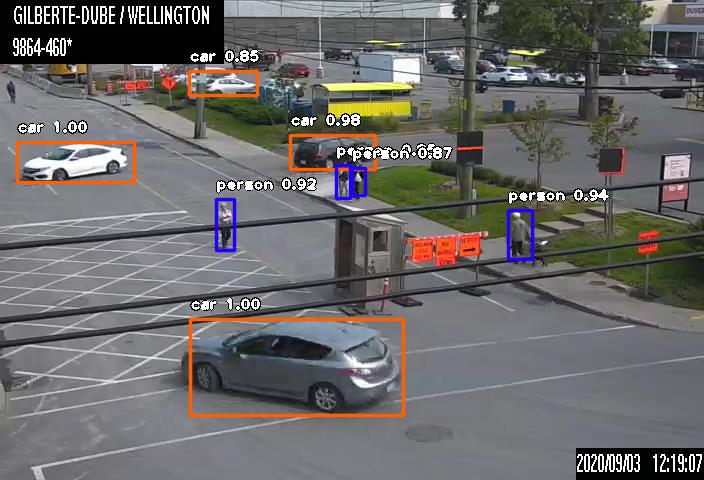 GILBERTE-DUBE / WELLINGTON
9864-460*
car 0.85
car 1.00
car 0.98
0.87
person 0.92
person 0.94
car 1.00
2020/09/03 12:19:07